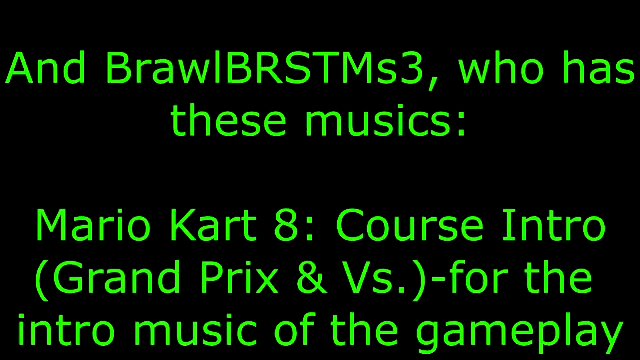 And BrawlBRSTMs3, who has
these musics:
Mario Kart 8: Course Intro
(Grand Prix & Vs.)-for the
intro music of the gameplay